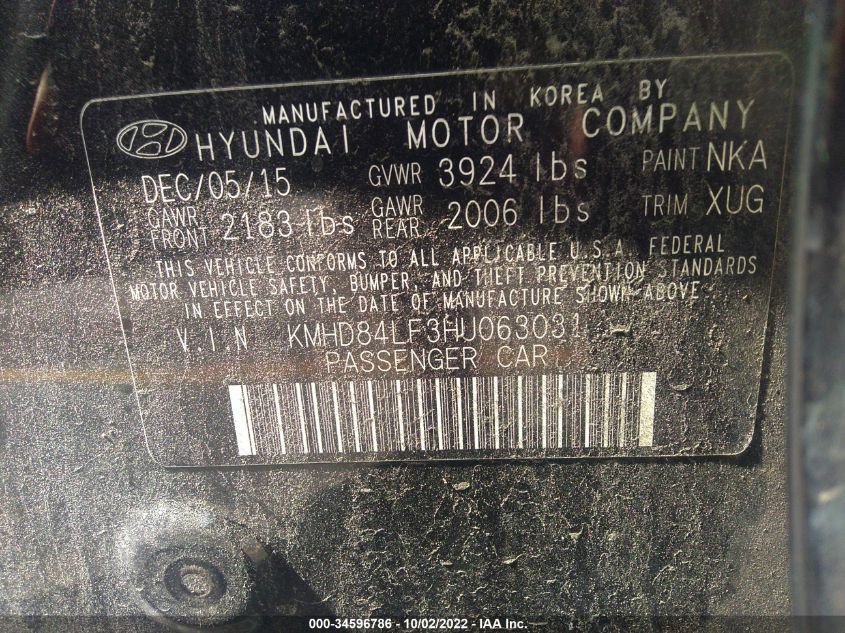 MANUFACTURED IN KOREA BY
HYUNDAI MOTOR COMPANY
DEC/05/15 GVWR 3924 lbs PAINT NKA
GAWR FRONT 2183 lbs GAWR REAR 2006 lbs TRIM XUG
THIS VEHICLE CONFORMS TO ALL APPLICABLE U.S.A. FEDERAL
MOTOR VEHICLE SAFETY, BUMPER, AND THEFT PREVENTION STANDARDS
IN EFFECT ON THE DATE OF MANUFACTURE SHOWN ABOVE.
V.I.N KMHD84LF3HU063031
PASSENGER CAR
000-34596786 - 10/02/2022 - IAA Inc.